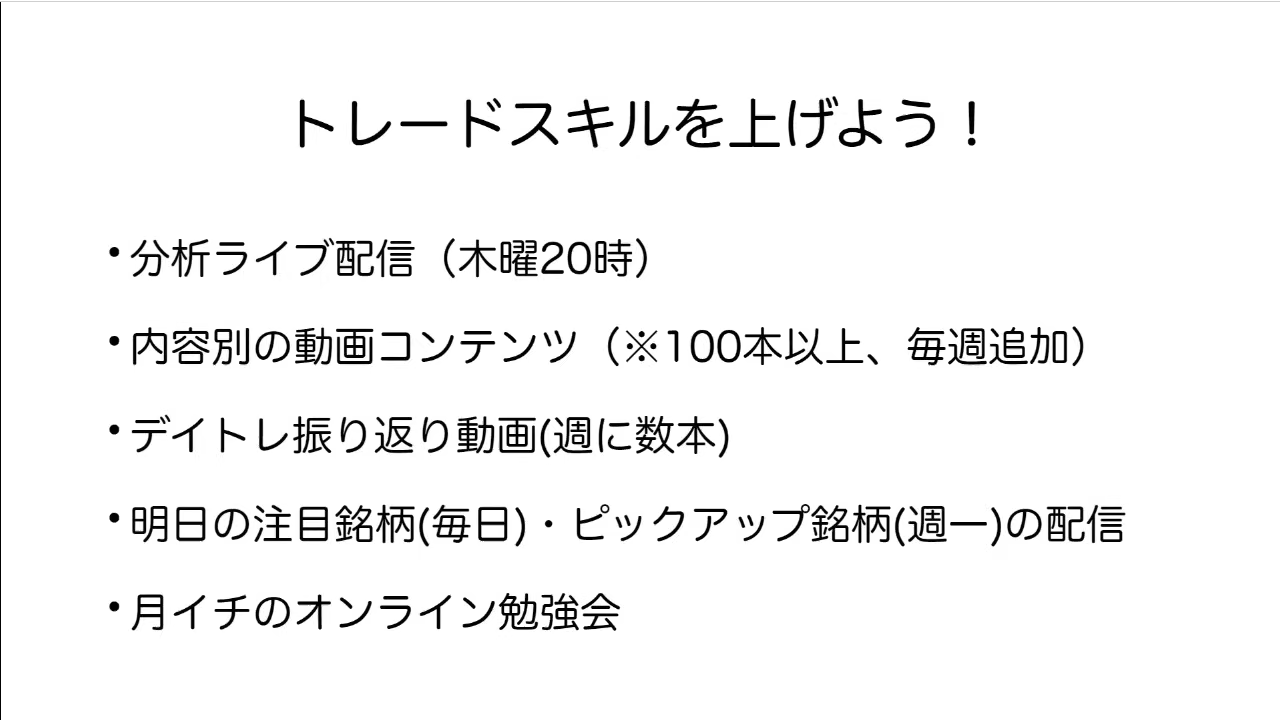 トレードスキルを上げよう！
・分析ライブ配信（木曜20時）
・内容別の動画コンテンツ（※100本以上、毎週追加）
・デイトレ振り返り動画(週に数本)
・明日の注目銘柄(毎日)・ピックアップ銘柄(週一)の配信
・月イチのオンライン勉強会